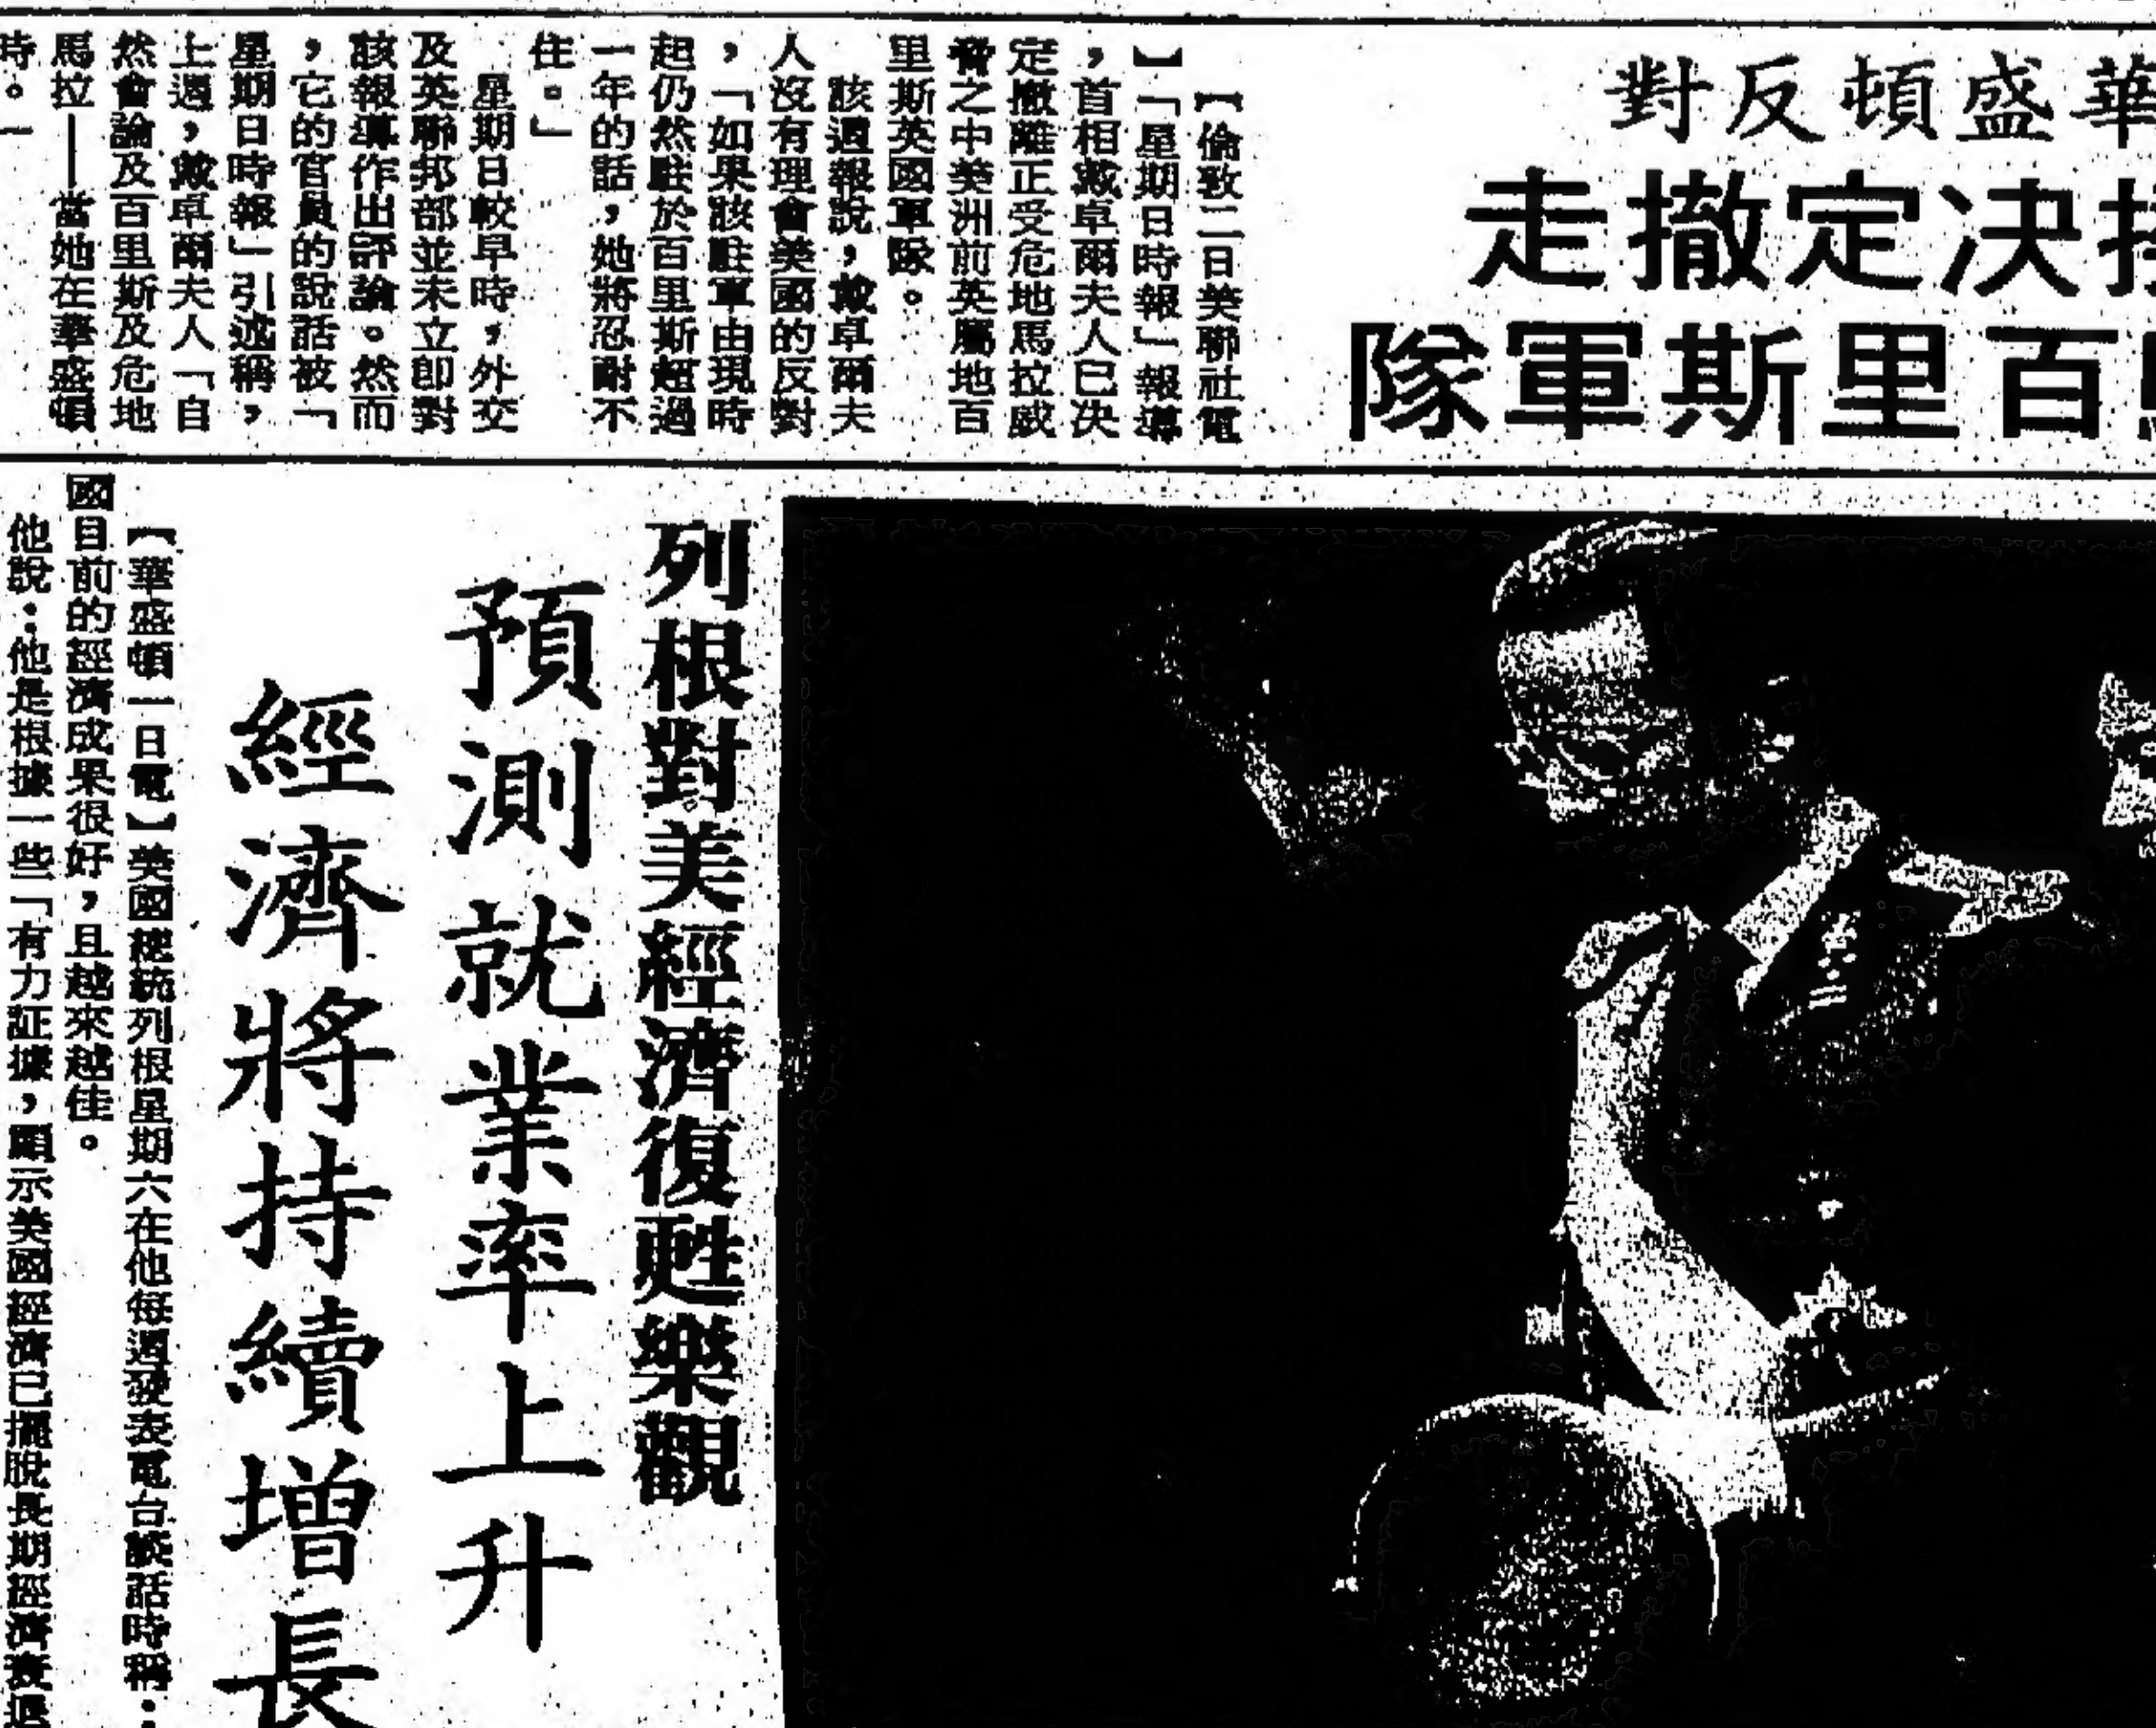 華盛頓反對
決定撤走
百里斯軍隊
【倫敦二日美聯社電
】「星期日時報」報導
，首相戴卓爾夫人已決
定撤離正受危地馬拉威
脅之中美洲前英屬地百
里斯英國軍隊。
該週報說，戴卓爾夫
人沒有理會美國的反對
，「如果該駐軍由現時
起仍然駐於百里斯超過
一年的話，她將忍耐不
住。」
星期日較早時，外交
及英聯邦部並未立即對
該報導作出評論。然而
，它的官員的說話被「
星期日時報」引述稱，
上週，戴卓爾夫人「自
然會論及百里斯及危地
馬拉——當她在華盛頓
時。
列根對美經濟復甦樂觀
預測就業率上升
經濟將持續增長
【華盛頓一日電】美國總統列根星期六在他每週發表電台談話時稱：
國目前的經濟成果很好，且越來越佳。
他說：他是根據一些「有力証據，顯示美國經濟已擺脫長期經濟衰退